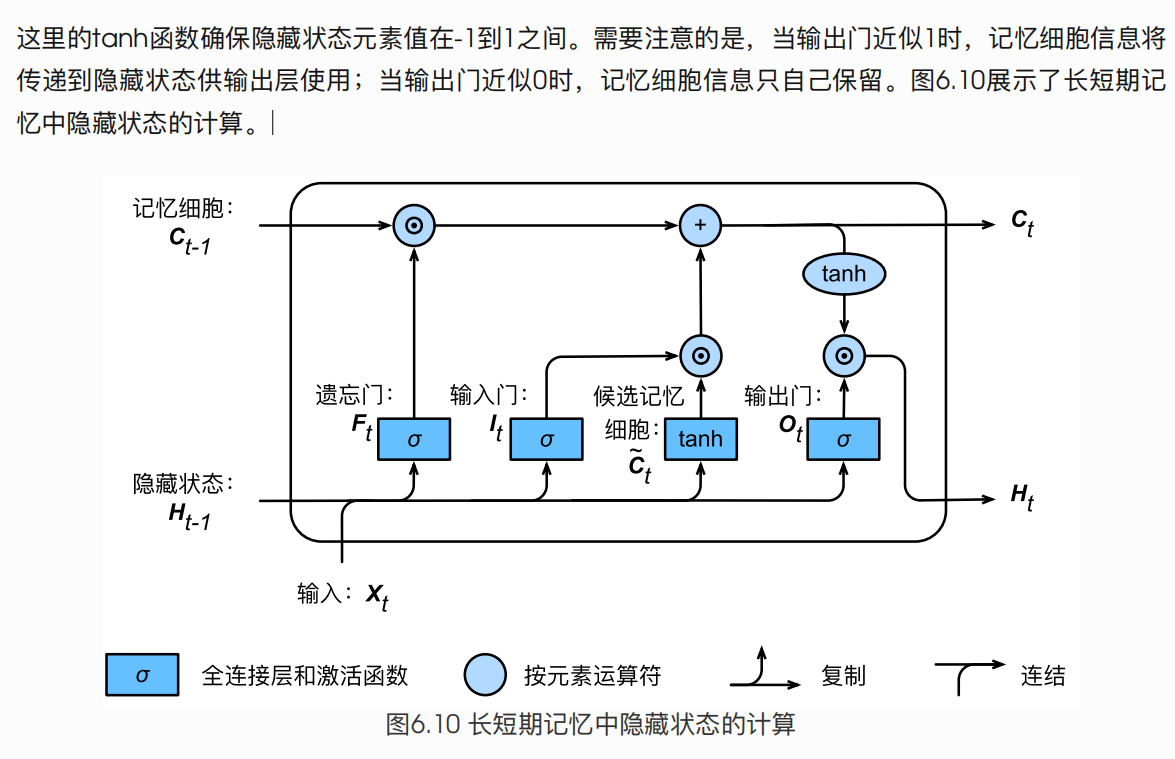 这里的tanh函数确保隐藏状态元素值在-1到1之间。需要注意的是，当输出门近似1时，记忆细胞信息将
传递到隐藏状态供输出层使用；当输出门近似0时，记忆细胞信息只自己保留。图6.10展示了长短期记
忆中隐藏状态的计算。
记忆细胞：
C_{t-1}
⊙
+
C_t
tanh
⊙
⊙
遗忘门：
F_t
σ
输入门：
I_t
σ
候选记忆
细胞：
C̃_t
tanh
输出门：
O_t
σ
隐藏状态：
H_{t-1}
H_t
输入：X_t
σ 全连接层和激活函数 按元素运算符 复制 连结
图6.10 长短期记忆中隐藏状态的计算